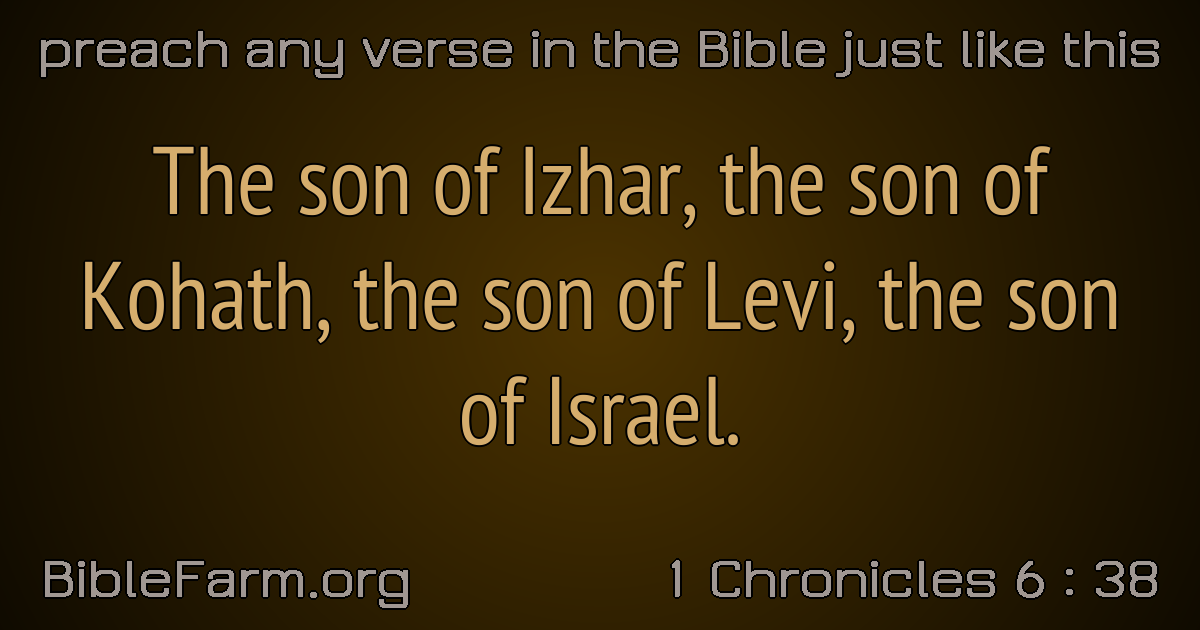 preach any verse in the Bible just like this
The son of Izhar, the son of
Kohath, the son of Levi, the son
of Israel.
BibleFarm.org
1 Chronicles 6 : 38